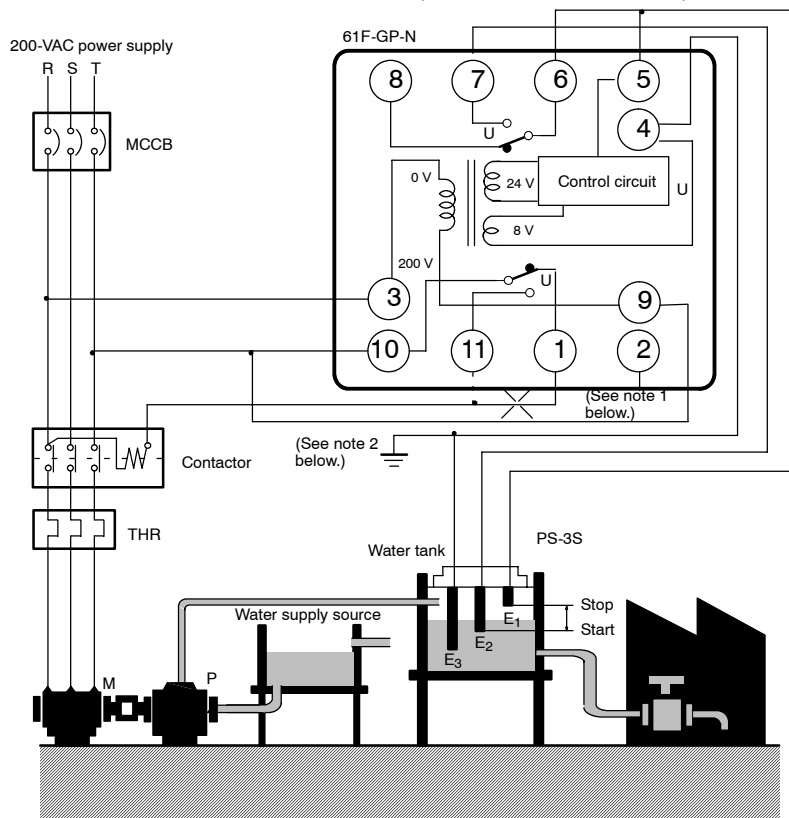 61F-GP-N
200-VAC power supply
R S T
MCCB
8 7 6 5
4
U
0 V
24 V
Control circuit
U
8 V
200 V
U
3
9
10 11 1 2
(See note 1
below.)
(See note 2
below.)
Contactor
THR
Water tank
PS-3S
Water supply source
Stop
Start
E1
E2
E3
M
P